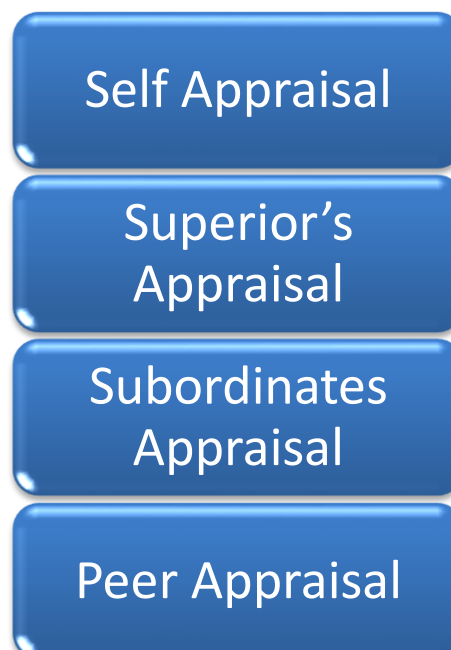 Self Appraisal
Superior’s
Appraisal
Subordinates
Appraisal
Peer Appraisal